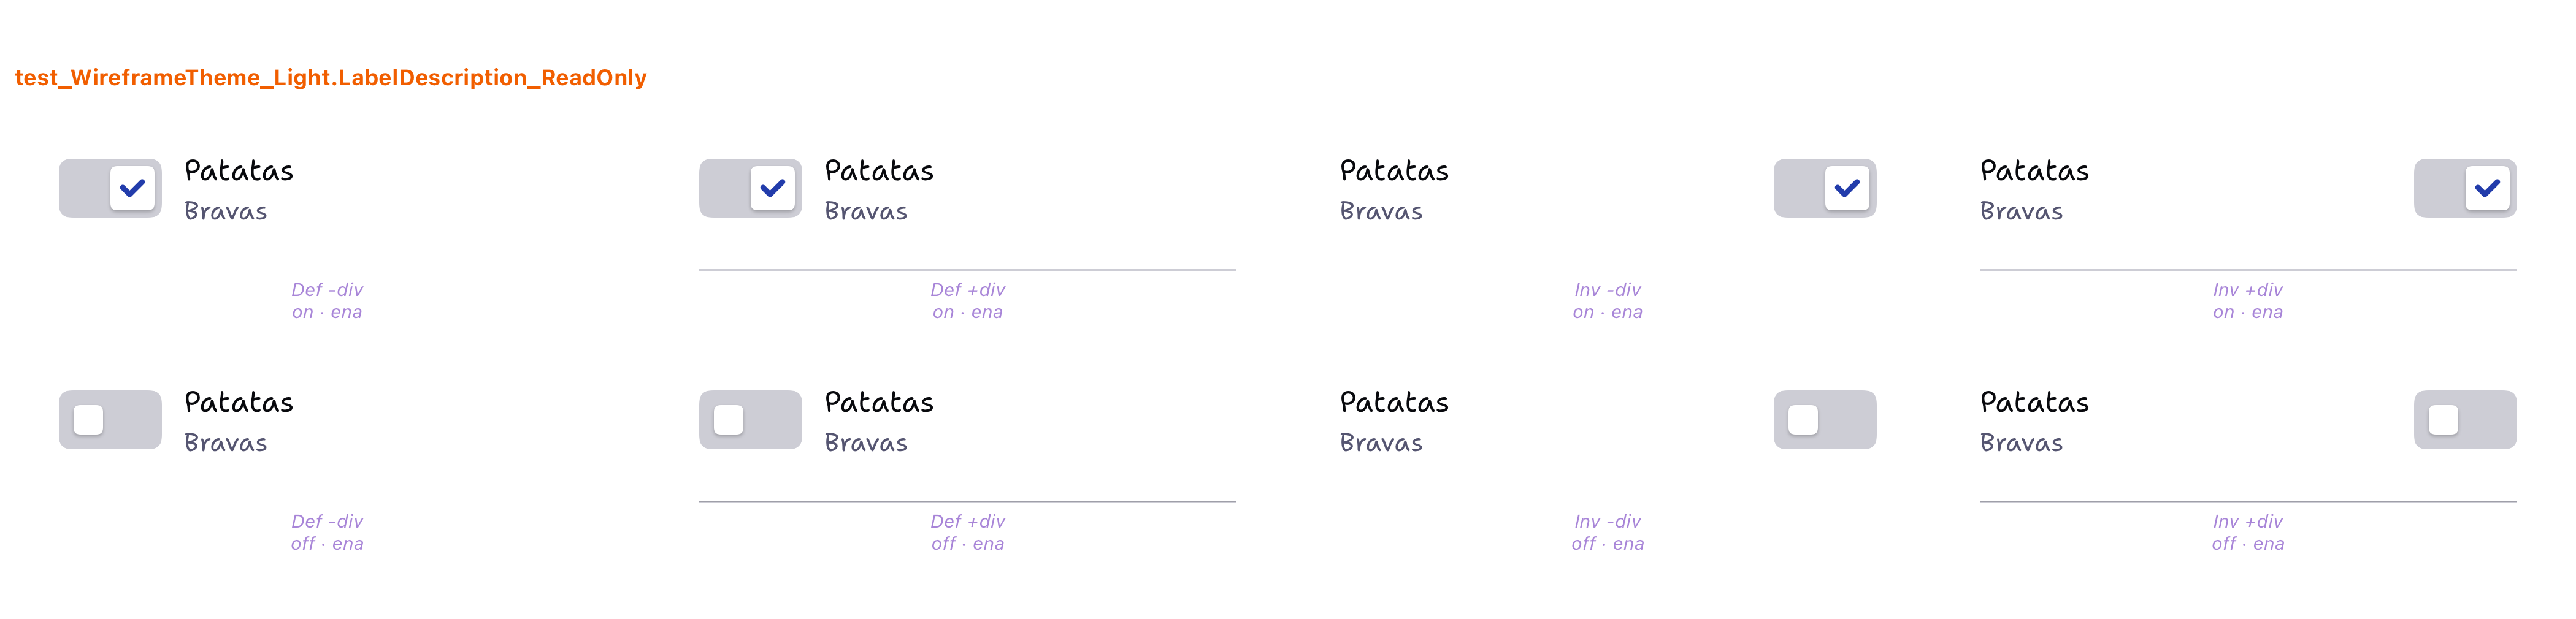 test_WireframeTheme_Light.LabelDescription_ReadOnly
Patatas
Bravas
Def -div
on · ena
Patatas
Bravas
Def +div
on · ena
Patatas
Bravas
Inv -div
on · ena
Patatas
Bravas
Inv +div
on · ena
Patatas
Bravas
Def -div
off · ena
Patatas
Bravas
Def +div
off · ena
Patatas
Bravas
Inv -div
off · ena
Patatas
Bravas
Inv +div
off · ena